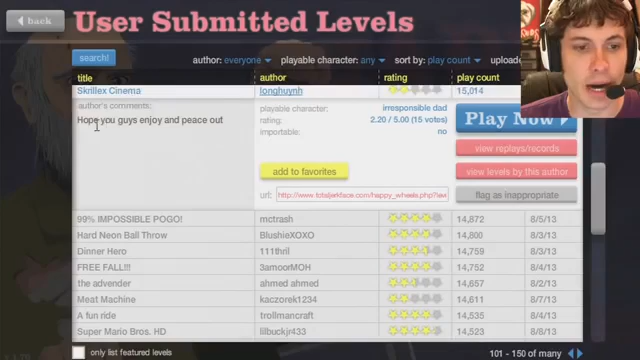 back
User Submitted Levels
search!
author: everyone
playable character: any
sort by: play count
title author rating play count
Skrillex Cinema longhuynh 15,014
author's comments:
Hope you guys enjoy and peace out
playable character: irresponsible dad
rating: 2.20 / 5.00 (15 votes)
importable: no
Play Now
view replays/records
add to favorites
view levels by this author
url: http://www.totaljerkface.com/happy_wheels.php?
flag as inappropriate
99% IMPOSSIBLE POGO! mctrash 14,872 8/5/13
Hard Neon Ball Throw BlushieXOXO 14,800 8/5/13
Dinner Hero 111thril 14,759 8/3/13
FREE FALL!!! 3amoorMOH 14,752 8/4/13
the advender ahmed ahmed 14,657 8/2/13
Meat Machine kaczorek1234 14,611 8/7/13
A fun ride trollmancraft 14,535 8/8/13
Super Mario Bros. HD lilbuckjr433 14,523 8/4/13
only list featured levels
101 - 150 of many